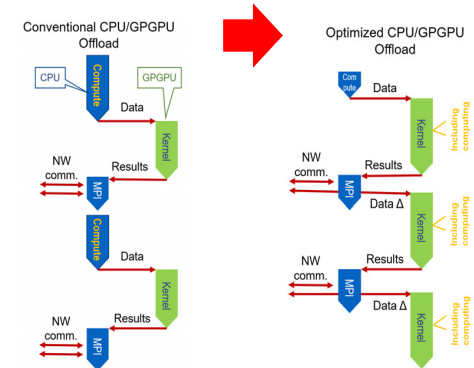 Conventional CPU/GPGPU
Offload
CPU
Compute
GPGPU
Data
Kernel
NW
comm.
Results
MPI
Compute
Data
Kernel
NW
comm.
Results
MPI
Optimized CPU/GPGPU
Offload
Com
pute
Data
Kernel
Including
computing
NW
comm.
Results
MPI
Data Δ
Kernel
Including
computing
NW
comm.
Results
MPI
Data Δ
Kernel
Including
computing